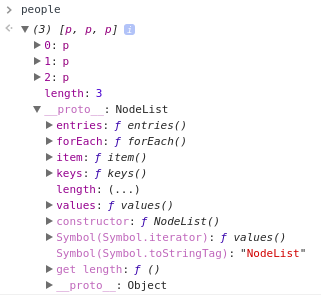 people
(3) [p, p, p] i
0: p
1: p
2: p
length: 3
__proto__: NodeList
entries: ƒ entries()
forEach: ƒ forEach()
item: ƒ item()
keys: ƒ keys()
length: (...)
values: ƒ values()
constructor: ƒ NodeList()
Symbol(Symbol.iterator): ƒ values()
Symbol(Symbol.toStringTag): "NodeList"
get length: ƒ ()
__proto__: Object